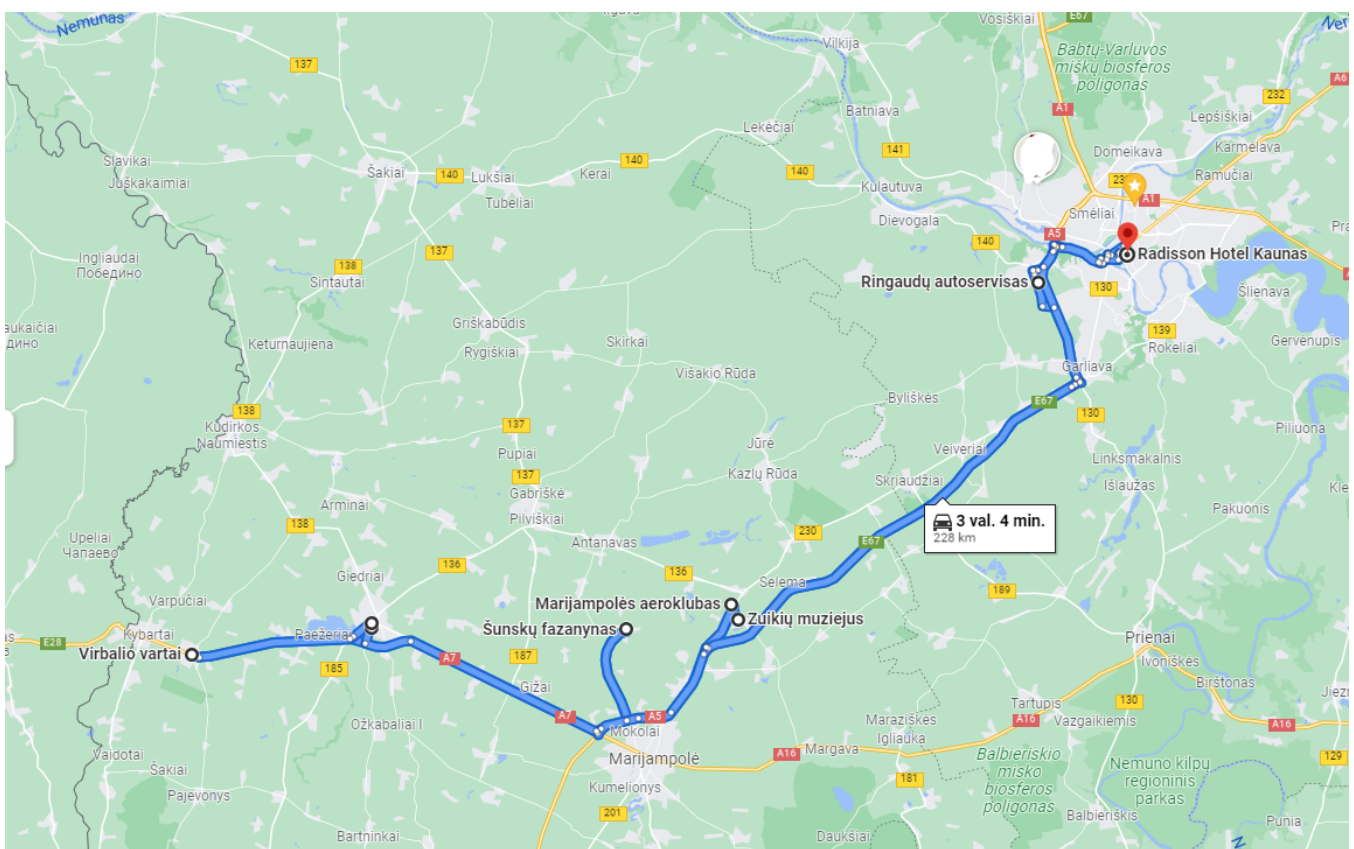 Nemunas
Vosiškiai
E67
Vilkija
Babtų-Varluvos
miškų biosferos
poligonas
137
A6
A1
232
Lepšiškiai
Batniava
Lekėčiai
141
Domeikava
Karmėlava
Slavikai
Juškakaimiai
Šakiai
140
Lukšiai
Kerai
140
Tubeliai
140
Kulautuva
Ramučiai
A1
Smėliai
Dievogala
137
A5
140
Radisson Hotel Kaunas
Ingliaudai
Победино
138
Sintautai
Ringaudų autoservisas
130
Šlienava
Griškabūdis
139
Rokeliai
Keturnaujiena
Rygiškiai
Skirkai
Gervenupis
Garliava
Višakio Rūda
Byliškės
E67
138
Kudirkos
Naumiestis
137
130
Piliuona
Pupiai
Jūrė
Veiveriai
Kazlų Rūda
137
Linksmakalnis
Gabriškė
Skriaudžiai
Išlaužas
Arminai
Pilviškiai
3 val. 4 min.
228 km
Pakuonis
138
230
Upeliai
Чапаево
Antanavas
E67
Giedriai
136
136
Selema
189
Varpučiai
Marijampolės aeroklubas
Zuikių muziejus
Šunskų fazanynas
E28
Kybartai
Paežeriai
Prienai
Virbalio vartai
Ivoniškės
185
A7
187
Birštonas
Gižai
130
Tartupis
A7
A5
Ožkabaliai I
Mokolai
Maraziškės
Igliauka
A16
Vazgaikiemis
A16
Vaidotai
Marijampolė
A16
Margava
Balbieriškio
miško
biosferos
poligonas
Nemuno kilpų
regioninis
parkas
129
Šakiai
181
Pajevonys
Kumelionys
201
Balbieriškis
Punia
Bartninkai
Daukšiai